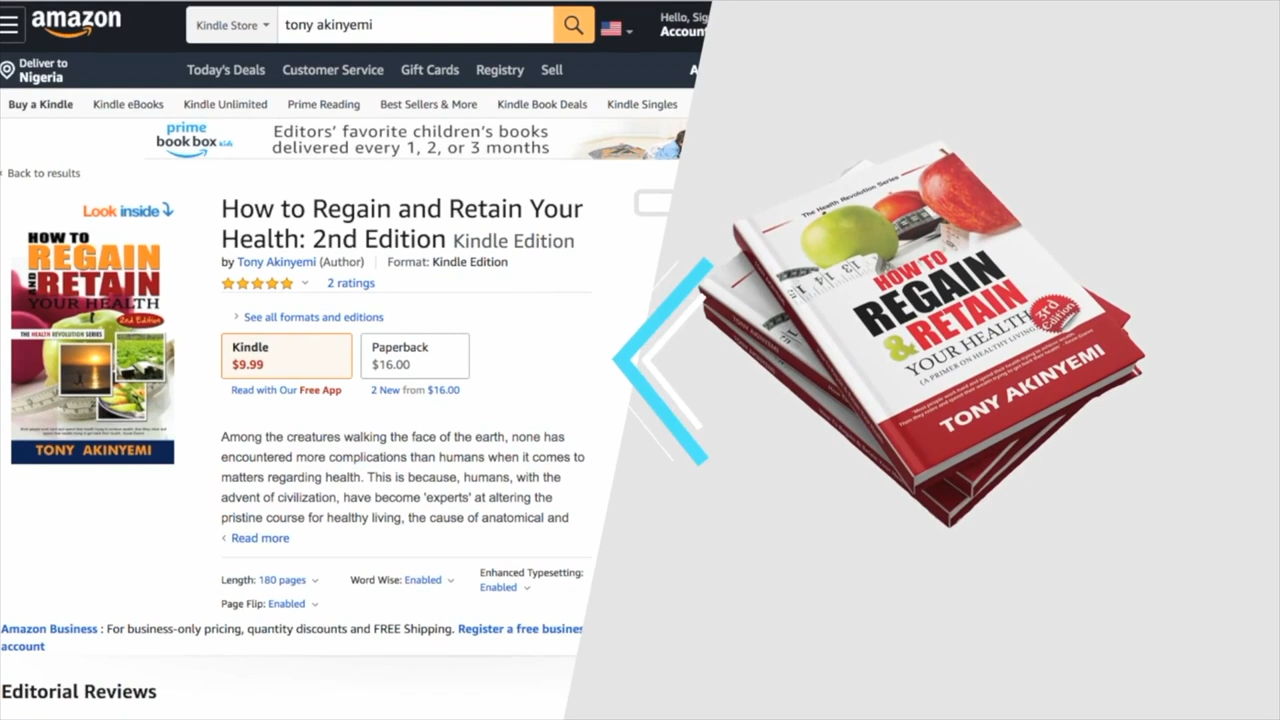 amazon
Kindle Store
tony akinyemi
Hello, Sig
Account
Deliver to
Nigeria
Today's Deals Customer Service Gift Cards Registry Sell
Buy a Kindle Kindle eBooks Kindle Unlimited Prime Reading Best Sellers & More Kindle Book Deals Kindle Singles
prime
book box kids
Editors' favorite children's books
delivered every 1, 2, or 3 months
Back to results
Look inside
HOW TO
REGAIN
AND
RETAIN
YOUR HEALTH
2nd Edition
THE HEALTH REVOLUTION SERIES
TONY AKINYEMI
How to Regain and Retain Your
Health: 2nd Edition Kindle Edition
by Tony Akinyemi (Author) Format: Kindle Edition
2 ratings
See all formats and editions
Kindle
$9.99
Paperback
$16.00
Read with Our Free App
2 New from $16.00
Among the creatures walking the face of the earth, none has
encountered more complications than humans when it comes to
matters regarding health. This is because, humans, with the
advent of civilization, have become 'experts' at altering the
pristine course for healthy living, the cause of anatomical and
Read more
Length: 180 pages Word Wise: Enabled Enhanced Typesetting:
Enabled
Page Flip: Enabled
Amazon Business : For business-only pricing, quantity discounts and FREE Shipping. Register a free busines
account
Editorial Reviews
The Health Revolution Series
15 14 13
HOW TO
REGAIN
& RETAIN
YOUR HEALTH
(A PRIMER ON HEALTHY LIVING)
3rd
Edition
TONY AKINYEMI